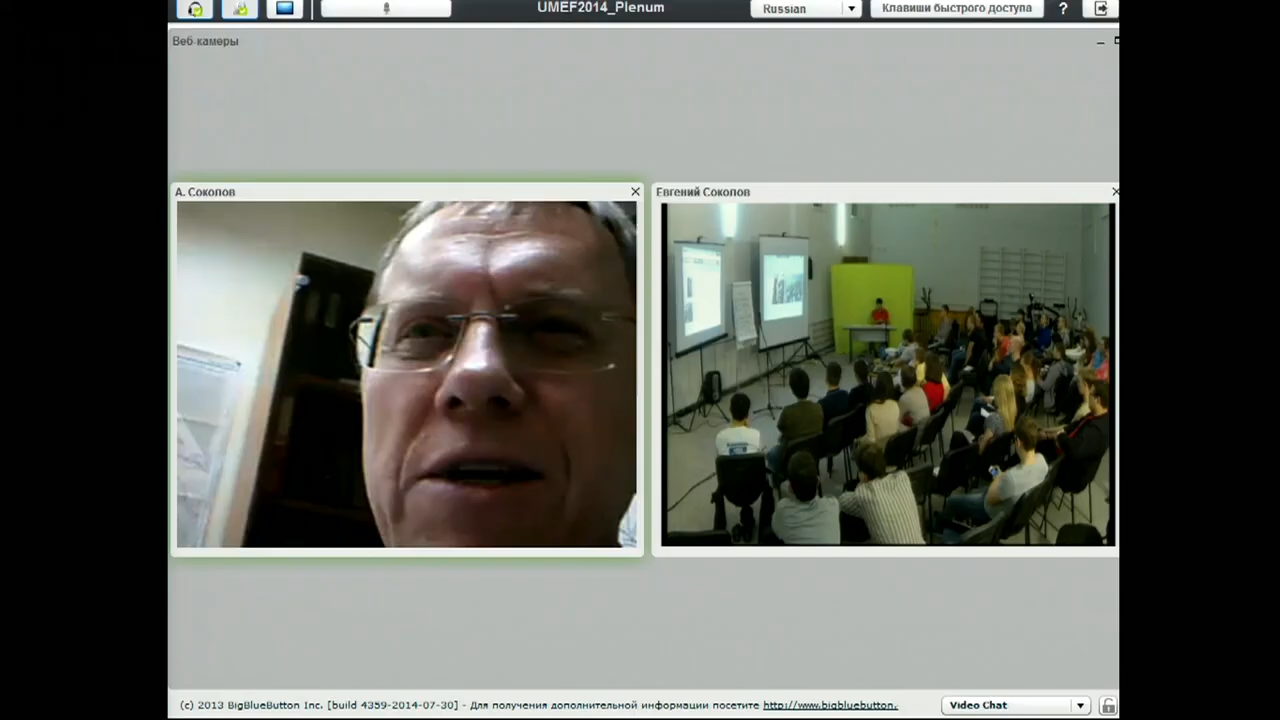 UMEF2014_Plenum
Russian
Клавиши быстрого доступа
?
Веб-камеры
А. Соколов
Евгений Соколов
(c) 2013 BigBlueButton Inc. [build 4359-2014-07-30] - Для получения дополнительной информации посетите http://www.bigbluebutton.
Video Chat